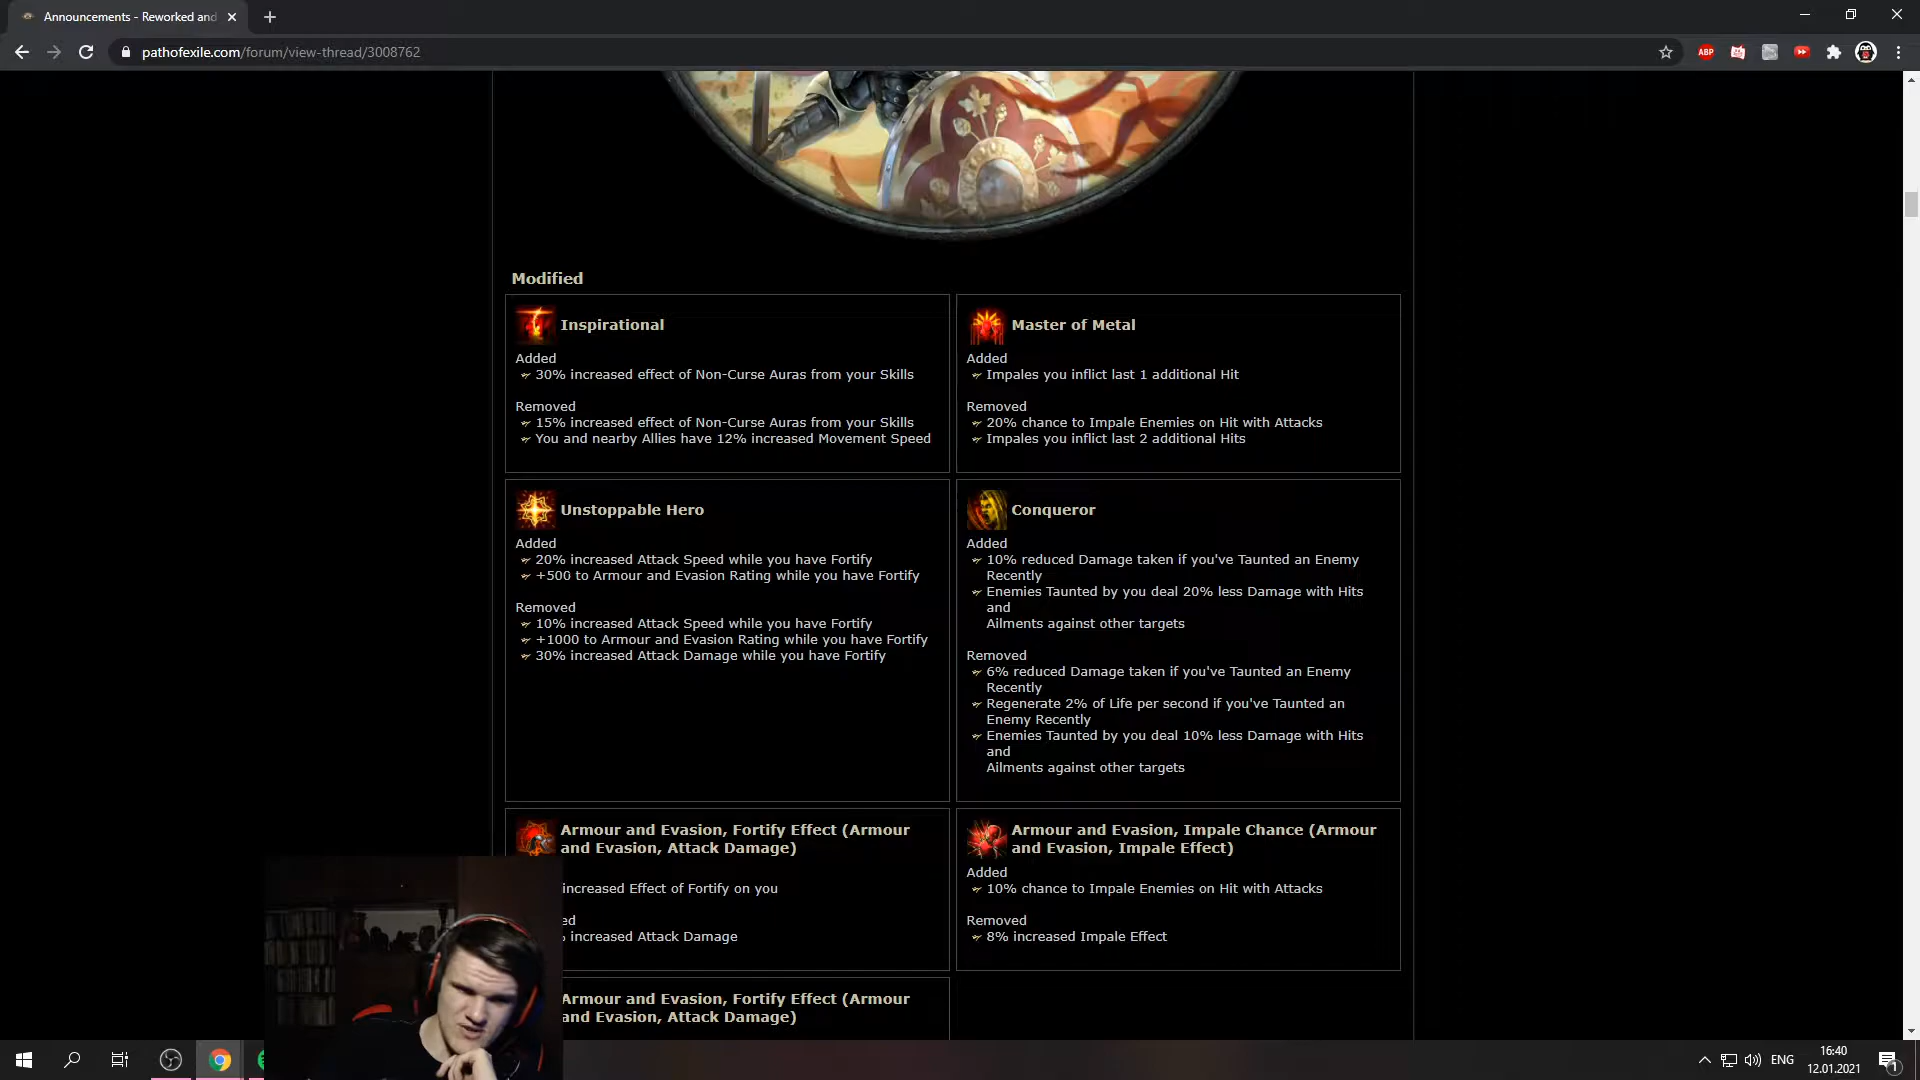 Announcements - Reworked and
pathofexile.com/forum/view-thread/3008762
ABP
Modified
Inspirational
Added
30% increased effect of Non-Curse Auras from your Skills
Removed
15% increased effect of Non-Curse Auras from your Skills
You and nearby Allies have 12% increased Movement Speed
Master of Metal
Added
Impales you inflict last 1 additional Hit
Removed
20% chance to Impale Enemies on Hit with Attacks
Impales you inflict last 2 additional Hits
Unstoppable Hero
Added
20% increased Attack Speed while you have Fortify
+500 to Armour and Evasion Rating while you have Fortify
Removed
10% increased Attack Speed while you have Fortify
+1000 to Armour and Evasion Rating while you have Fortify
30% increased Attack Damage while you have Fortify
Conqueror
Added
10% reduced Damage taken if you've Taunted an Enemy
Recently
Enemies Taunted by you deal 20% less Damage with Hits
and
Ailments against other targets
Removed
6% reduced Damage taken if you've Taunted an Enemy
Recently
Regenerate 2% of Life per second if you've Taunted an
Enemy Recently
Enemies Taunted by you deal 10% less Damage with Hits
and
Ailments against other targets
Armour and Evasion, Fortify Effect (Armour
and Evasion, Attack Damage)
increased Effect of Fortify on you
ed
increased Attack Damage
Armour and Evasion, Impale Chance (Armour
and Evasion, Impale Effect)
Added
10% chance to Impale Enemies on Hit with Attacks
Removed
8% increased Impale Effect
Armour and Evasion, Fortify Effect (Armour
and Evasion, Attack Damage)
ENG
16:40
12.01.2021
1